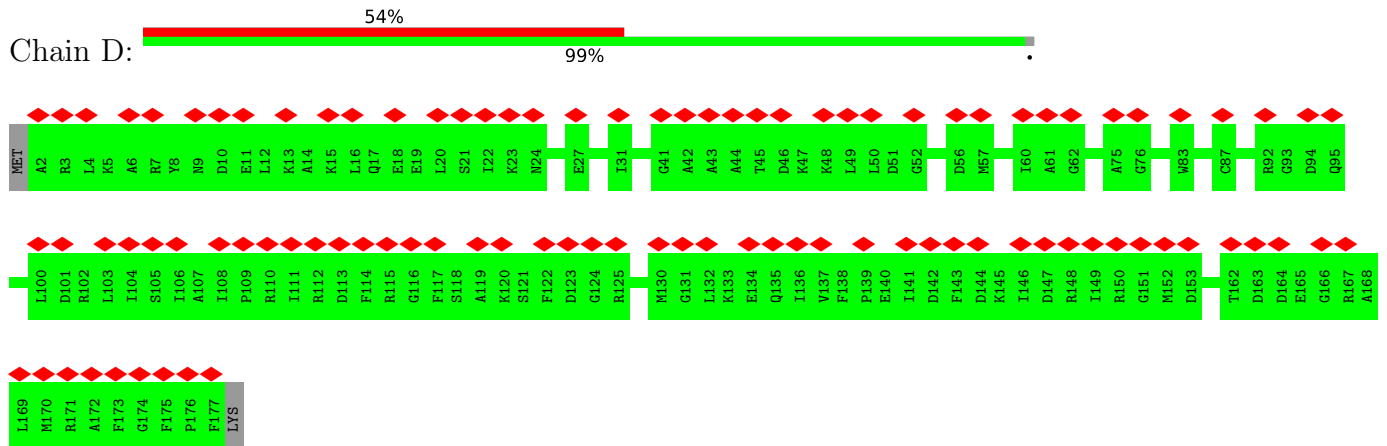 54%
Chain D:
99%
.
MET A2 R3 L4 K5 A6 R7 Y8 N9 D10 E11 L12 K13 A14 K15 L16 Q17 E18 E19 L20 S21 I22 K23 N24 E27 I31 G41 A42 A43 A44 T45 D46 K47 K48 L49 L50 D51 G52 D56 M57 I60 A61 G62 A75 G76 W83 C87 R92 G93 D94 Q95
L100 D101 R102 L103 I104 S105 I106 A107 I108 P109 R110 I111 R112 D113 F114 R115 G116 F117 S118 A119 K120 S121 F122 D123 G124 R125 M130 G131 L132 K133 E134 Q135 I136 V137 F138 P139 E140 I141 D142 F143 D144 K145 I146 D147 R148 I149 R150 G151 M152 D153 T162 D163 D164 E165 G166 R167 A168
L169 M170 R171 A172 F173 G174 F175 P176 F177 LYS